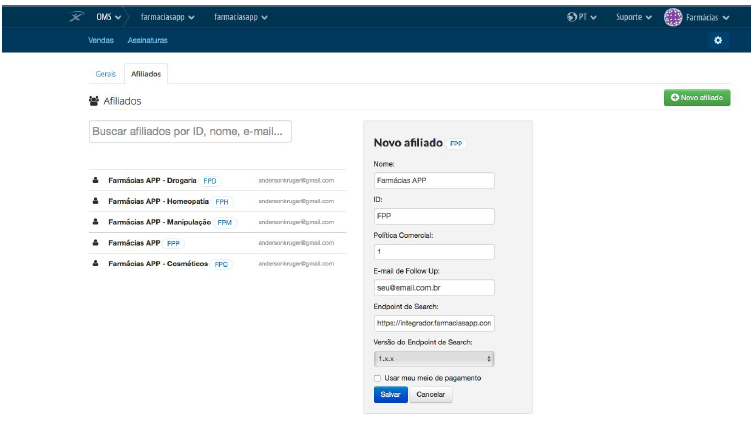 OMS farmaciasapp farmaciasapp PT Suporte Farmácias
Vendas Assinaturas
Gerais Afiliados
Afiliados Novo afiliado
Buscar afiliados por ID, nome, e-mail...
Farmácias APP - Drogaria FPD andersonkruger@gmail.com
Farmácias APP - Homeopatia FPH andersonkruger@gmail.com
Farmácias APP - Manipulação FPM andersonkruger@gmail.com
Farmácias APP FPP andersonkruger@gmail.com
Farmácias APP - Cosméticos FPC andersonkruger@gmail.com
Novo afiliado FPP
Nome:
Farmácias APP
ID:
FPP
Política Comercial:
1
E-mail de Follow Up:
seu@email.com.br
Endpoint de Search:
https://integrador.farmaciasapp.con
Versão do Endpoint de Search:
1.x.x
Usar meu meio de pagamento
Salvar Cancelar